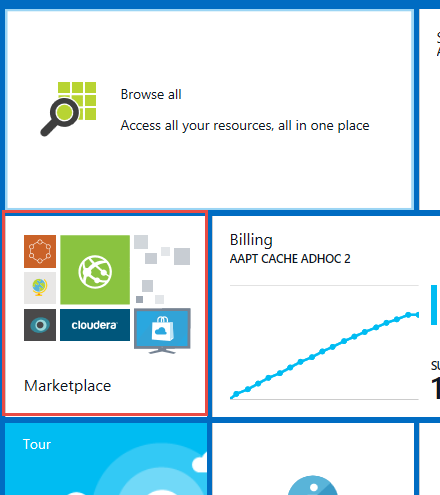 Browse all
Access all your resources, all in one place
Billing
AAPT CACHE ADHOC 2
cloudera
Marketplace
Tour